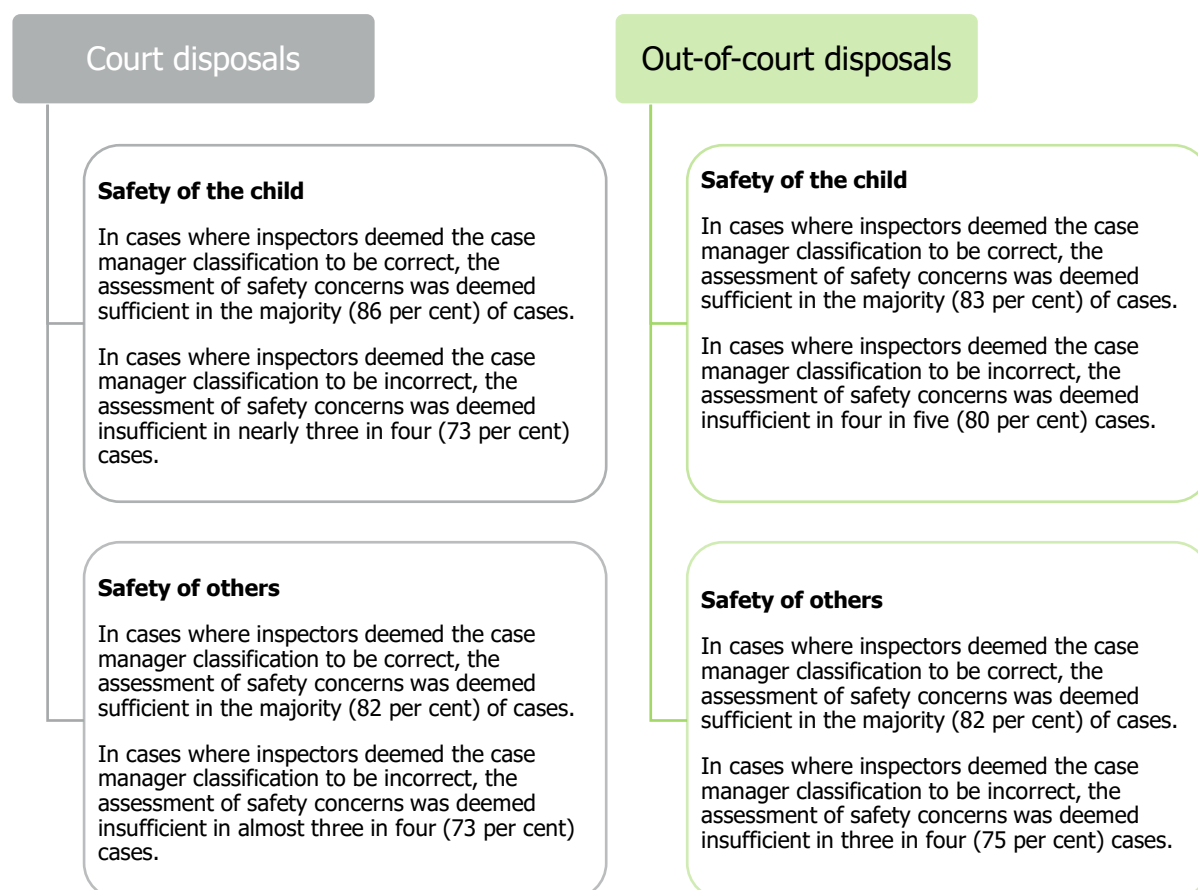 Court disposals
Safety of the child
In cases where inspectors deemed the case
manager classification to be correct, the
assessment of safety concerns was deemed
sufficient in the majority (86 per cent) of cases.
In cases where inspectors deemed the case
manager classification to be incorrect, the
assessment of safety concerns was deemed
insufficient in nearly three in four (73 per cent)
cases.
Safety of others
In cases where inspectors deemed the case
manager classification to be correct, the
assessment of safety concerns was deemed
sufficient in the majority (82 per cent) of cases.
In cases where inspectors deemed the case
manager classification to be incorrect, the
assessment of safety concerns was deemed
insufficient in almost three in four (73 per cent)
cases.
Out-of-court disposals
Safety of the child
In cases where inspectors deemed the case
manager classification to be correct, the
assessment of safety concerns was deemed
sufficient in the majority (83 per cent) of cases.
In cases where inspectors deemed the case
manager classification to be incorrect, the
assessment of safety concerns was deemed
insufficient in four in five (80 per cent) cases.
Safety of others
In cases where inspectors deemed the case
manager classification to be correct, the
assessment of safety concerns was deemed
sufficient in the majority (82 per cent) of cases.
In cases where inspectors deemed the case
manager classification to be incorrect, the
assessment of safety concerns was deemed
insufficient in three in four (75 per cent) cases.